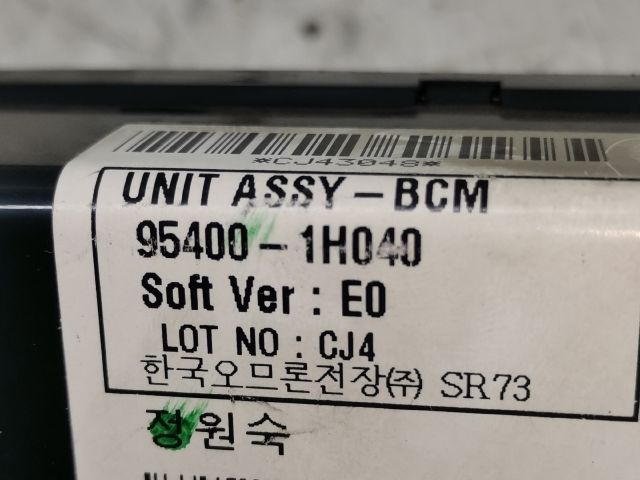 *CJ43048*
UNIT ASSY-BCM
95400-1H040
Soft Ver : E0
LOT NO : CJ4
한국오므론전장㈜ SR73
정원숙